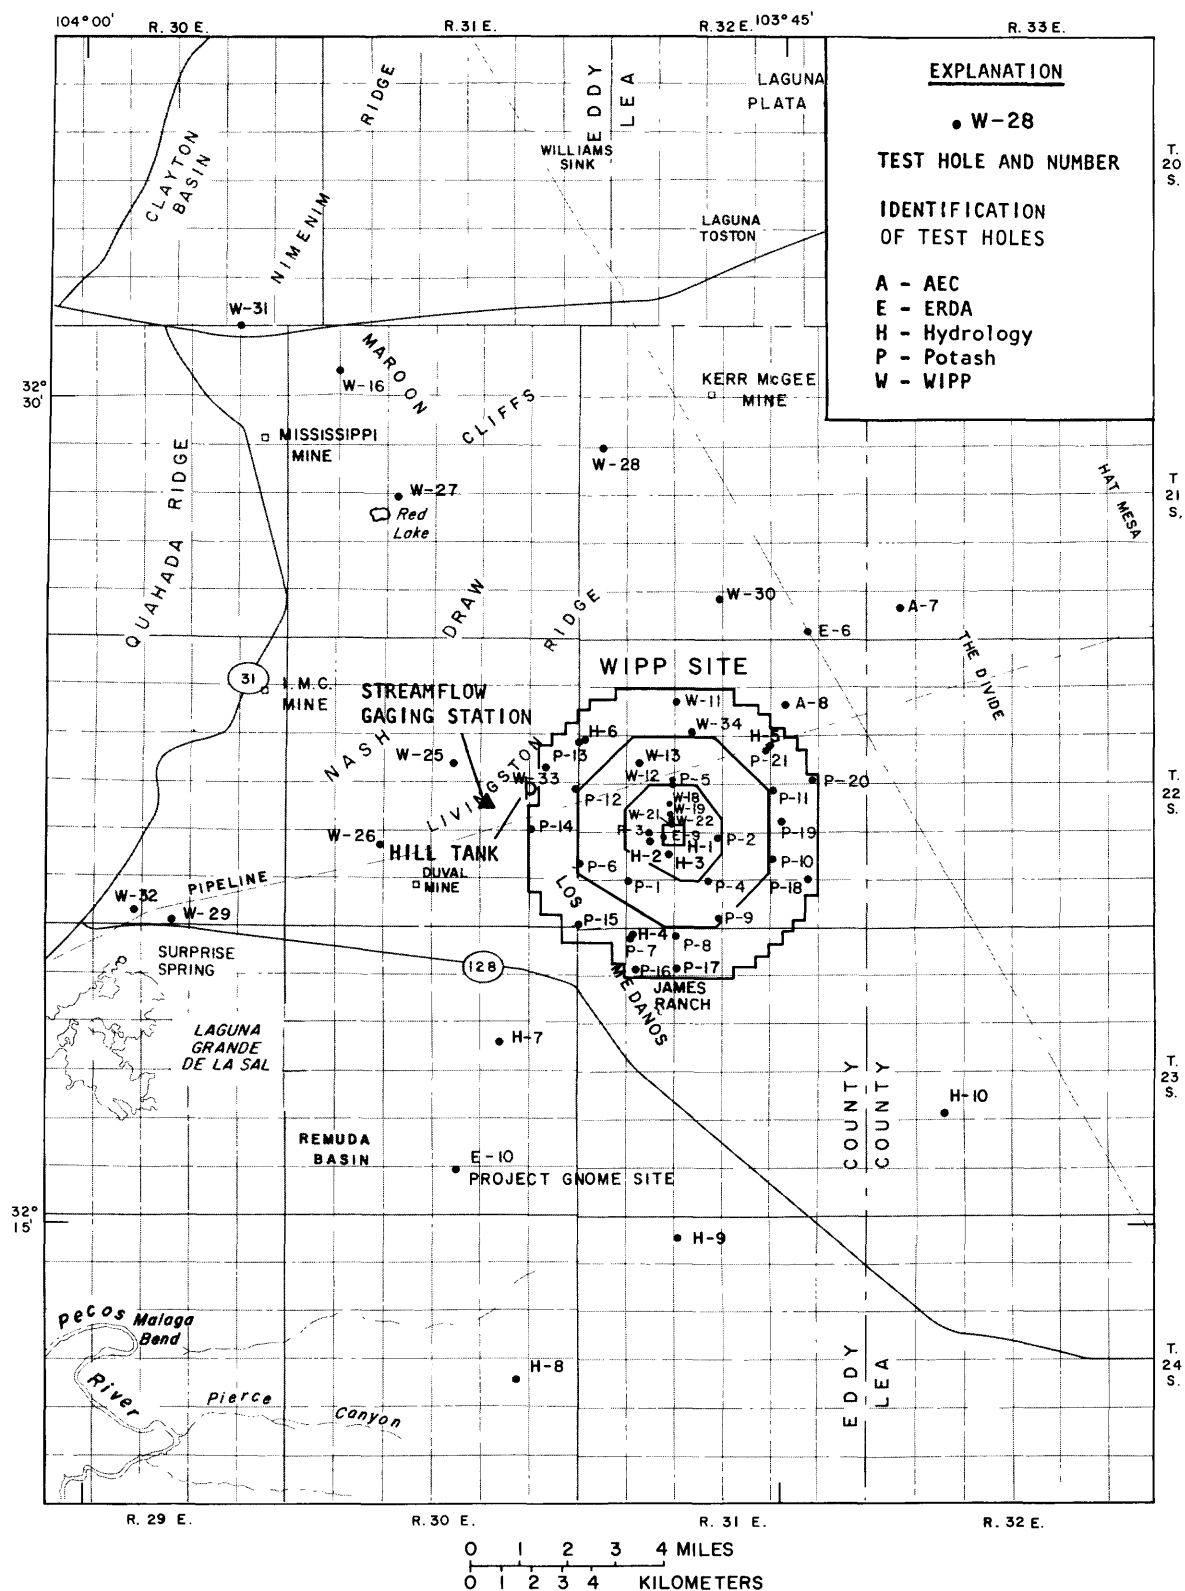 104°00' R. 30 E. R. 31 E. R. 32 E. 103°45' R. 33 E.
EXPLANATION
W-28
TEST HOLE AND NUMBER
IDENTIFICATION
OF TEST HOLES
A - AEC
E - ERDA
H - Hydrology
P - Potash
W - WIPP
T.
20
S.
EDDY
LEA
LAGUNA
PLATA
WILLIAMS
SINK
LAGUNA
TOSTON
CLAYTON
BASIN
NIMENIM
RIDGE
W-31
MAROON
CLIFFS
W-16
32°
30'
KERR McGEE
MINE
MISSISSIPPI
MINE
W-28
QUAHADA RIDGE
W-27
Red
Lake
HAT MESA
T
21
S,
W-30
A-7
E-6
THE DIVIDE
NASH
DRAW
LIVINGSTON
RIDGE
WIPP SITE
31
I.M.C.
MINE
STREAMFLOW
GAGING STATION
W-11
A-8
W-34
H-6
P-13
H-5
P-21
W-25
W-13
W-33
W-12
P-5
P-20
P-12
P-11
W-18
W-19
W-21
W-22
T.
22
S.
P-14
P-3
E-9
P-2
P-19
W-26
HILL TANK
H-1
H-2
H-3
P-6
P-10
DUVAL
MINE
P-1
P-4
P-18
PIPELINE
W-32
W-29
LOS
MEDAÑOS
P-15
P-9
H-4
P-7
P-8
P-16
P-17
JAMES
RANCH
SURPRISE
SPRING
128
LAGUNA
GRANDE
DE LA SAL
H-7
COUNTY
COUNTY
H-10
T.
23
S.
REMUDA
BASIN
E-10
PROJECT GNOME SITE
32°
15'
H-9
Pecos
River
Malaga
Bend
H-8
Pierce Canyon
EDDY
LEA
T.
24
S.
R. 29 E. R. 30 E. R. 31 E. R. 32 E.
0 1 2 3 4 MILES
0 1 2 3 4 KILOMETERS